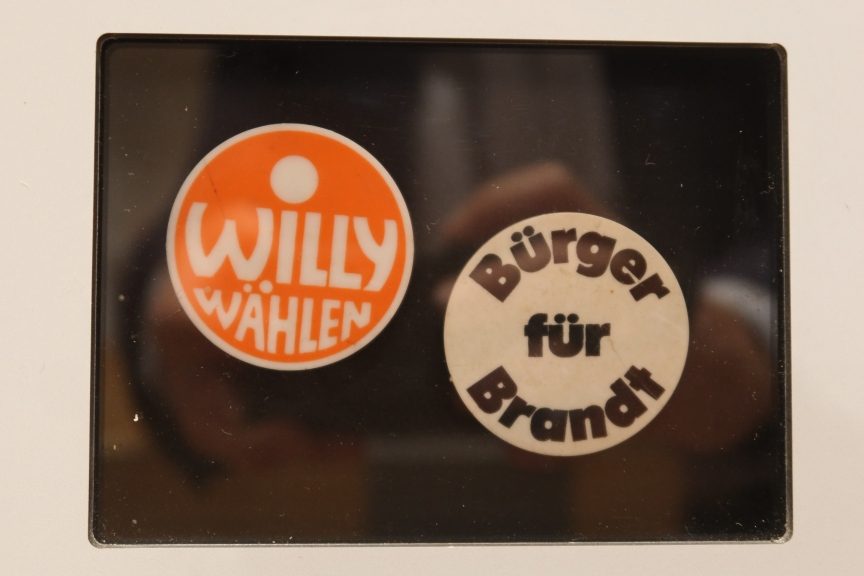 WILLY
WÄHLEN
Bürger
für
Brandt